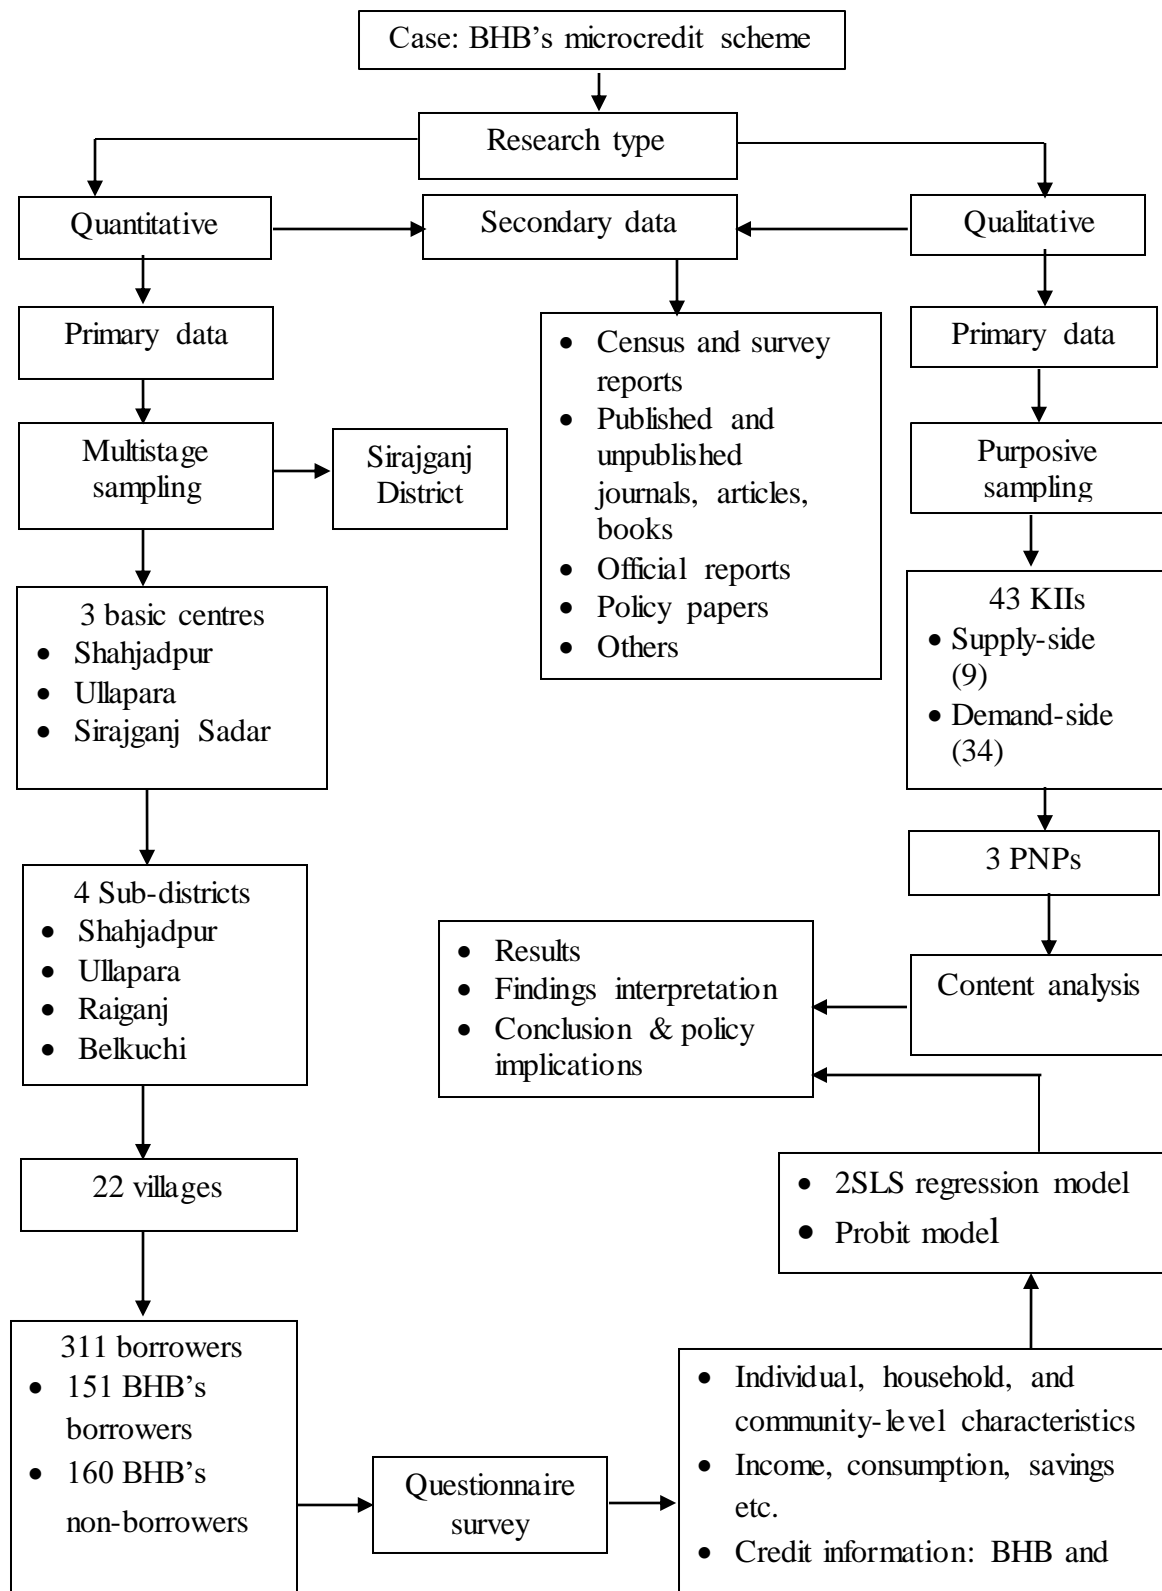 Case: BHB's microcredit scheme
Research type
Quantitative
Secondary data
Qualitative
Primary data
• Census and survey
reports
• Published and
unpublished
journals, articles,
books
• Official reports
• Policy papers
• Others
Primary data
Multistage
sampling
Sirajganj
District
Purposive
sampling
3 basic centres
• Shahjadpur
• Ullapara
• Sirajganj Sadar
43 KIIs
• Supply-side
(9)
• Demand-side
(34)
4 Sub-districts
• Shahjadpur
• Ullapara
• Raiganj
• Belkuchi
3 PNPs
• Results
• Findings interpretation
• Conclusion & policy
implications
Content analysis
22 villages
• 2SLS regression model
• Probit model
311 borrowers
• 151 BHB's
borrowers
• 160 BHB's
non-borrowers
Questionnaire
survey
• Individual, household, and
community-level characteristics
• Income, consumption, savings
etc.
• Credit information: BHB and